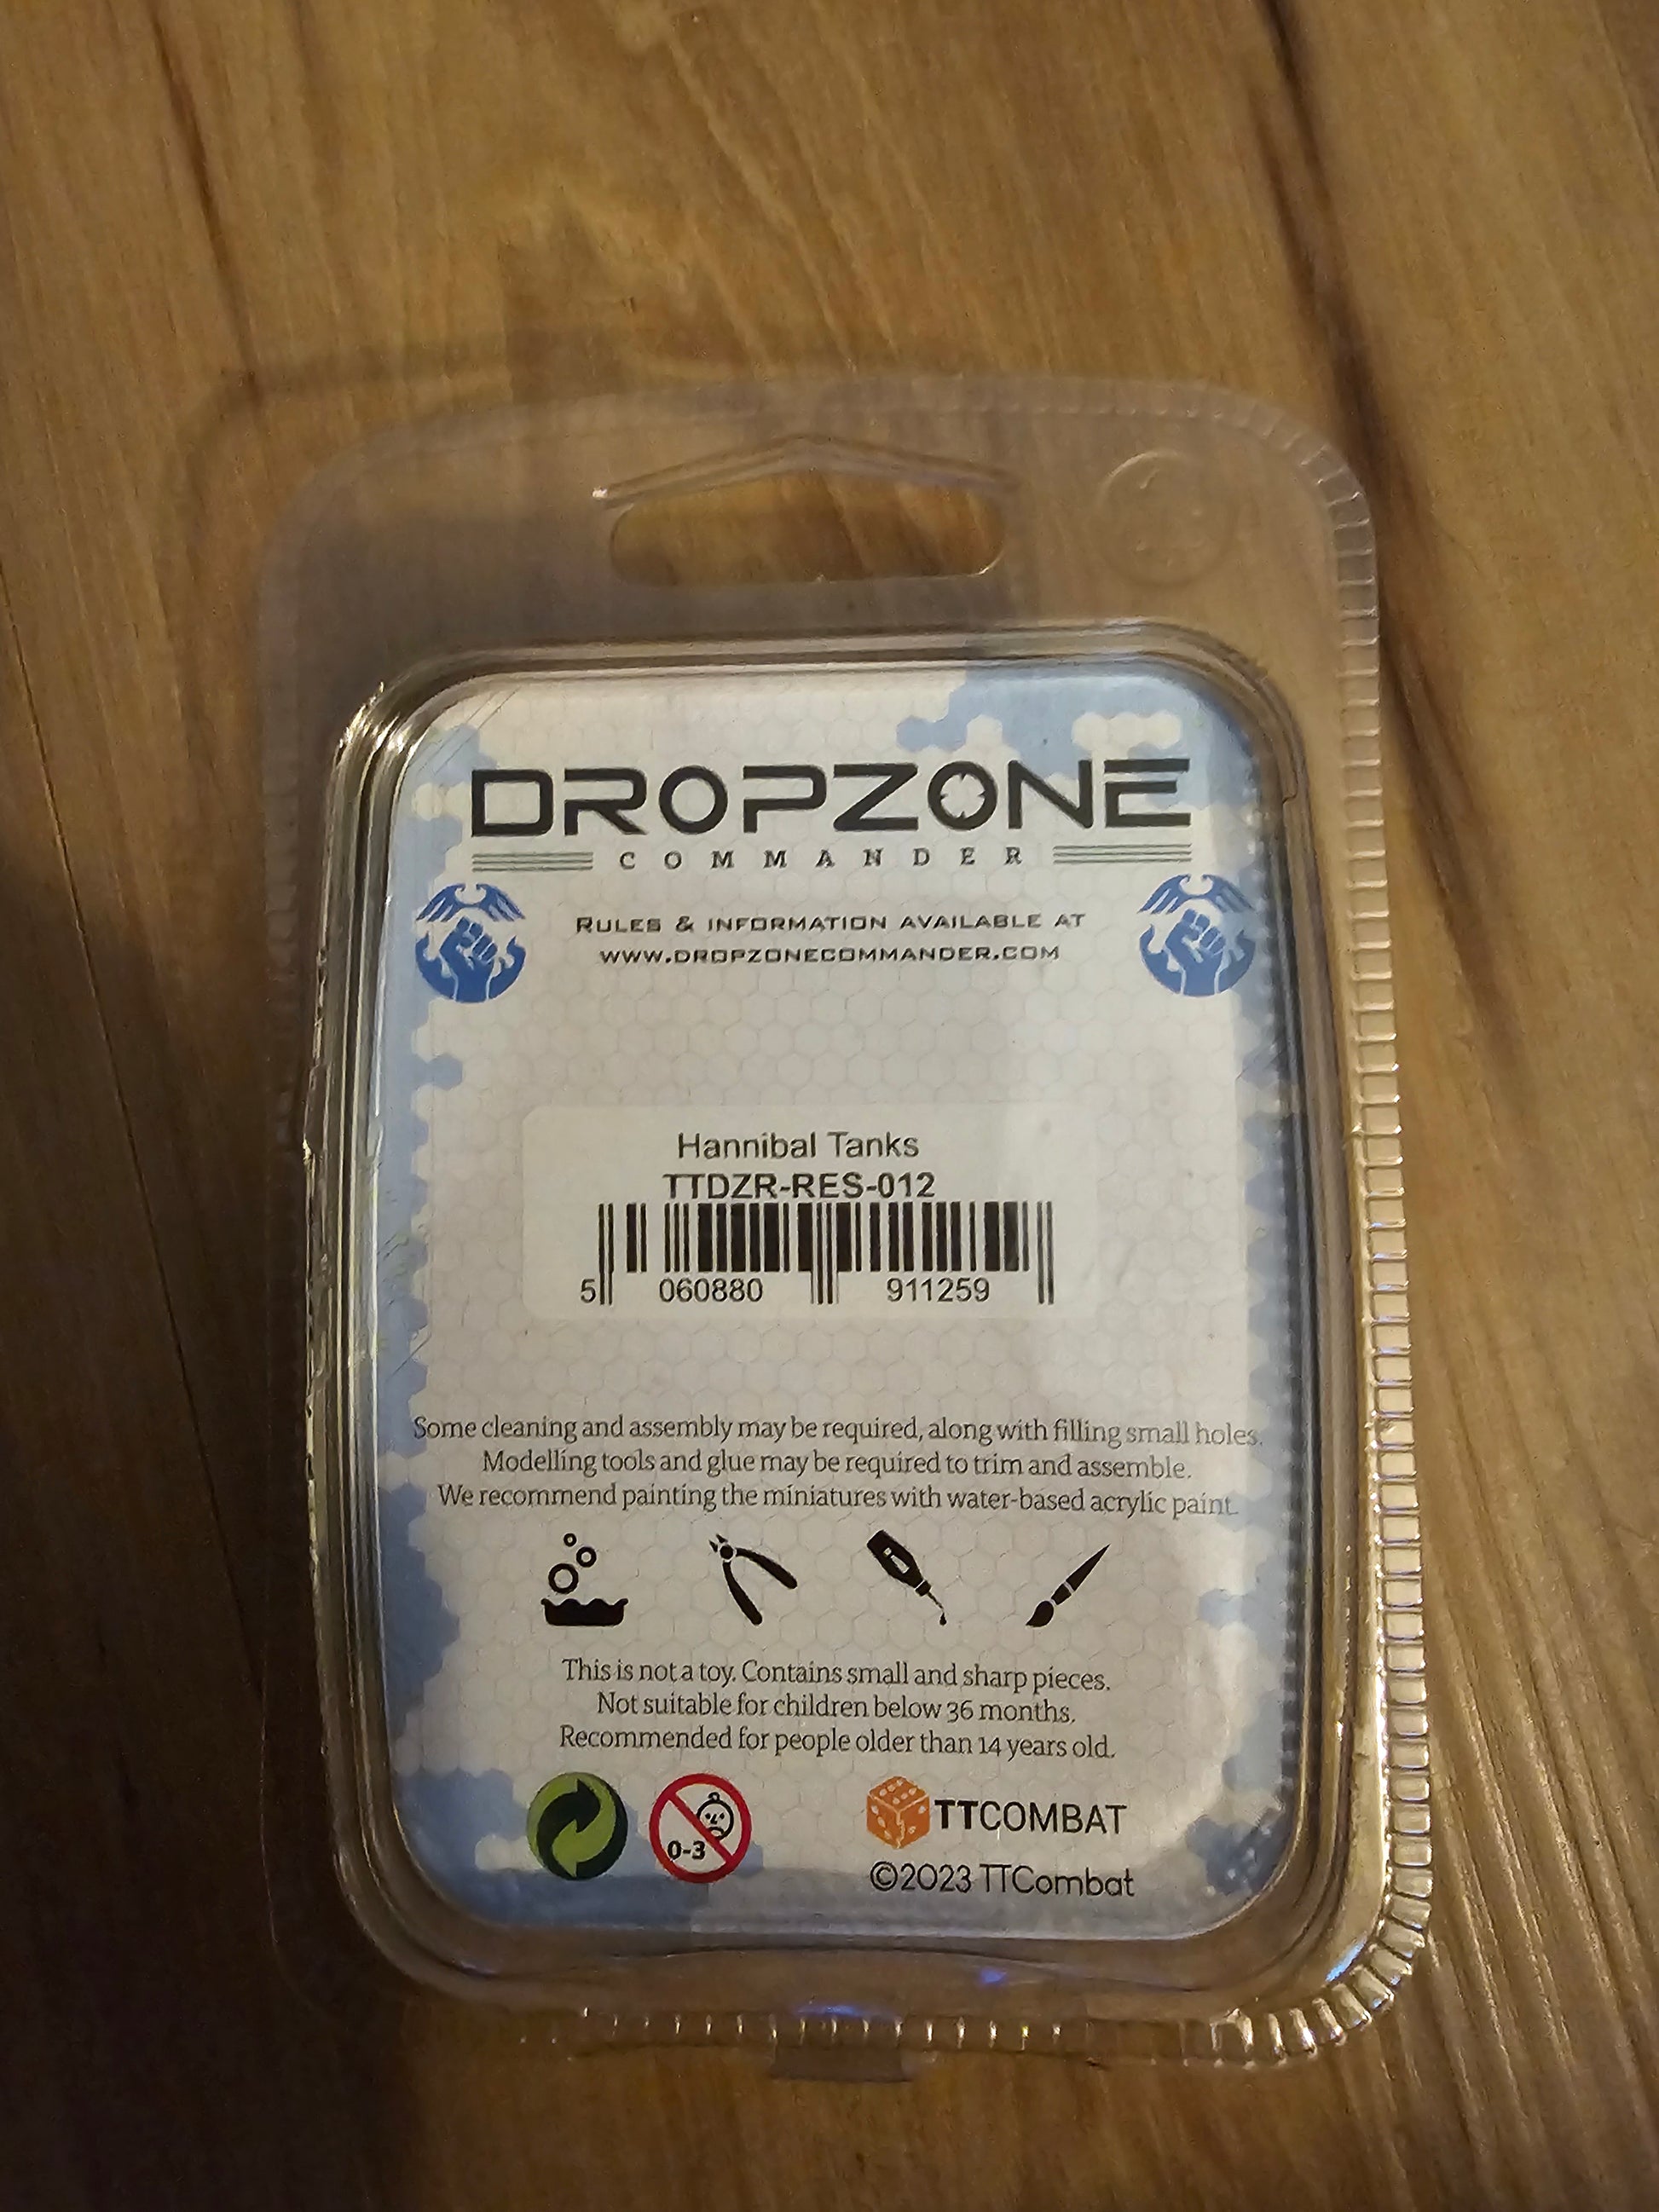 DROPZONE
COMMANDER
RULES & INFORMATION AVAILABLE AT
WWW.DROPZONECOMMANDER.COM
Hannibal Tanks
TTDZR-RES-012
5 060880 911259
Some cleaning and assembly may be required, along with filling small holes.
Modelling tools and glue may be required to trim and assemble.
We recommend painting the miniatures with water-based acrylic paint.
This is not a toy. Contains small and sharp pieces.
Not suitable for children below 36 months.
Recommended for people older than 14 years old.
0-3
TTCOMBAT
©2023 TTCombat